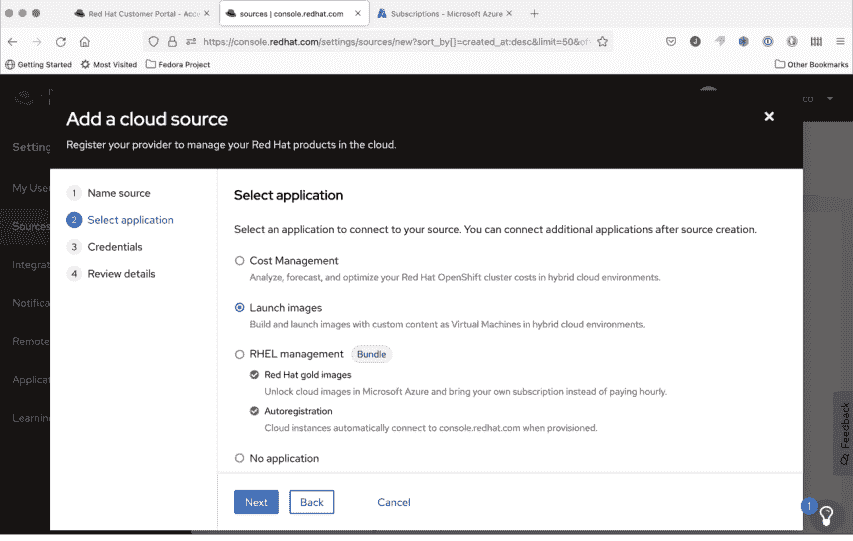 Red Hat Customer Portal - Acce
sources | console.redhat.com
Subscriptions - Microsoft Azure
https://console.redhat.com/settings/sources/new?sort_by[]=created_at:desc&limit=50&of
Getting Started
Most Visited
Fedora Project
Other Bookmarks
co
Add a cloud source
Register your provider to manage your Red Hat products in the cloud.
Setting
My Use
Sources
Integrat
Notifica
Remote
Applicat
Learnin
1 Name source
2 Select application
3 Credentials
4 Review details
Select application
Select an application to connect to your source. You can connect additional applications after source creation.
Cost Management
Analyze, forecast, and optimize your Red Hat OpenShift cluster costs in hybrid cloud environments.
Launch images
Build and launch images with custom content as Virtual Machines in hybrid cloud environments.
RHEL management Bundle
Red Hat gold images
Unlock cloud images in Microsoft Azure and bring your own subscription instead of paying hourly.
Autoregistration
Cloud instances automatically connect to console.redhat.com when provisioned.
No application
Next Back Cancel
Feedback
1